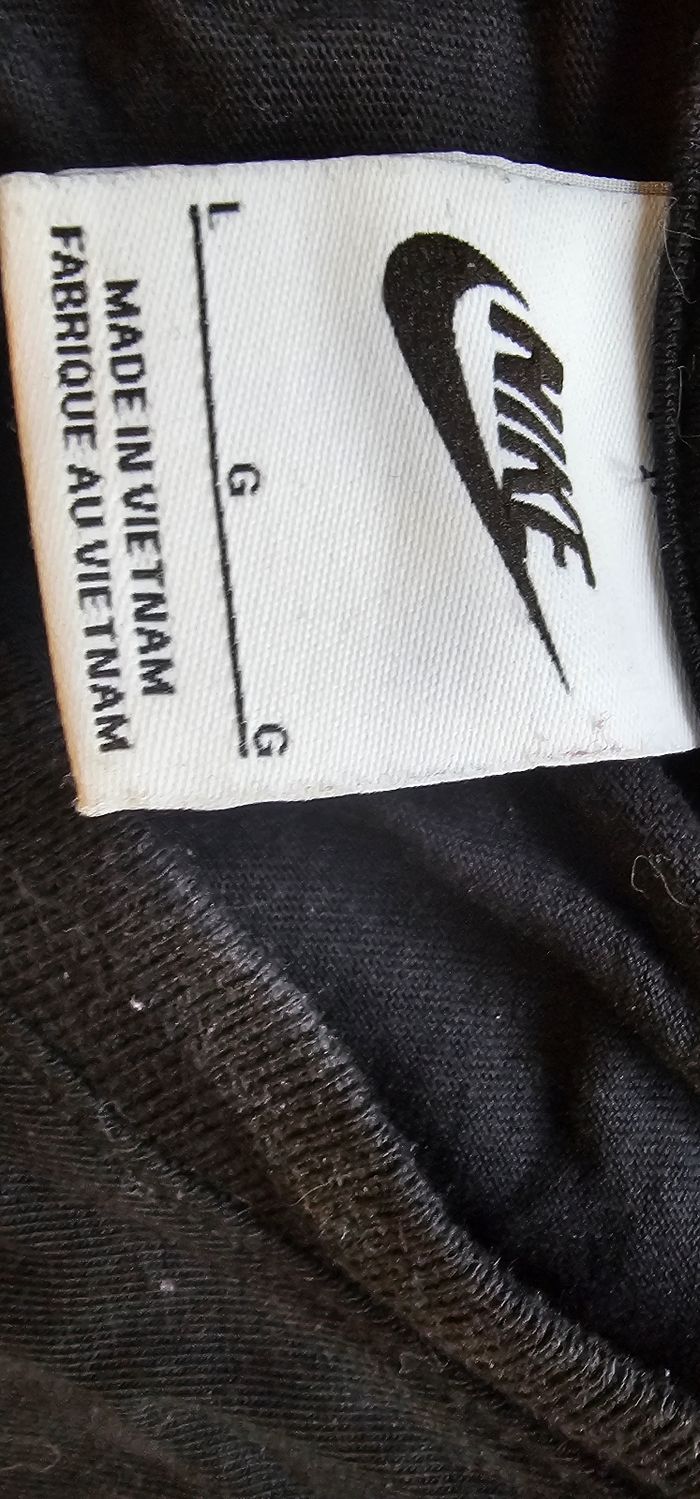 NIKE
L G G
MADE IN VIETNAM
FABRIQUE AU VIETNAM